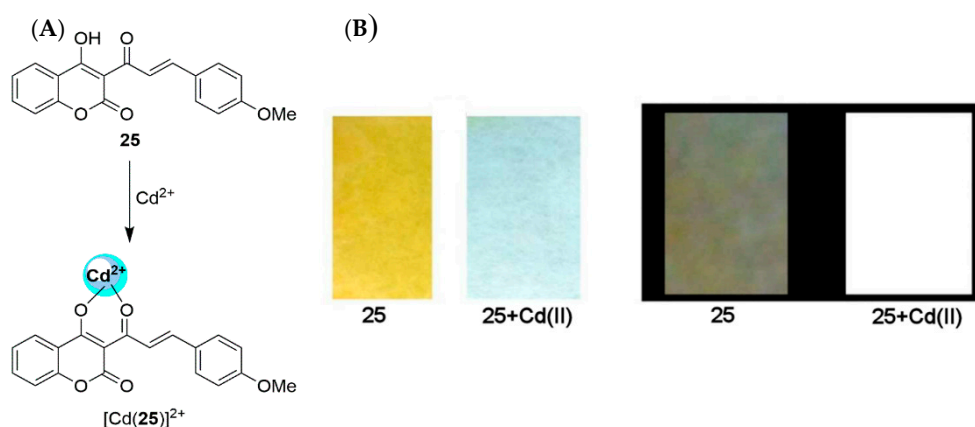 (A)
OH
O
O
O
OMe
25
Cd²⁺
Cd²⁺
O
O
O
O
OMe
[Cd(25)]²⁺
(B)
25
25+Cd(II)
25
25+Cd(II)